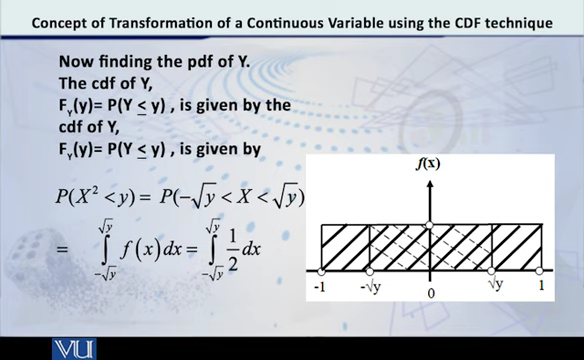 Concept of Transformation of a Continuous Variable using the CDF technique
Now finding the pdf of Y.
The cdf of Y,
F_Y(y)= P(Y ≤ y) , is given by the
cdf of Y,
F_Y(y)= P(Y ≤ y) , is given by
P(X² < y) = P(-√y < X < √y)
= ∫_{-√y}^{√y} f(x)dx = ∫_{-√y}^{√y} 1/2 dx
f(x)
-1 -√y 0 √y 1
VU